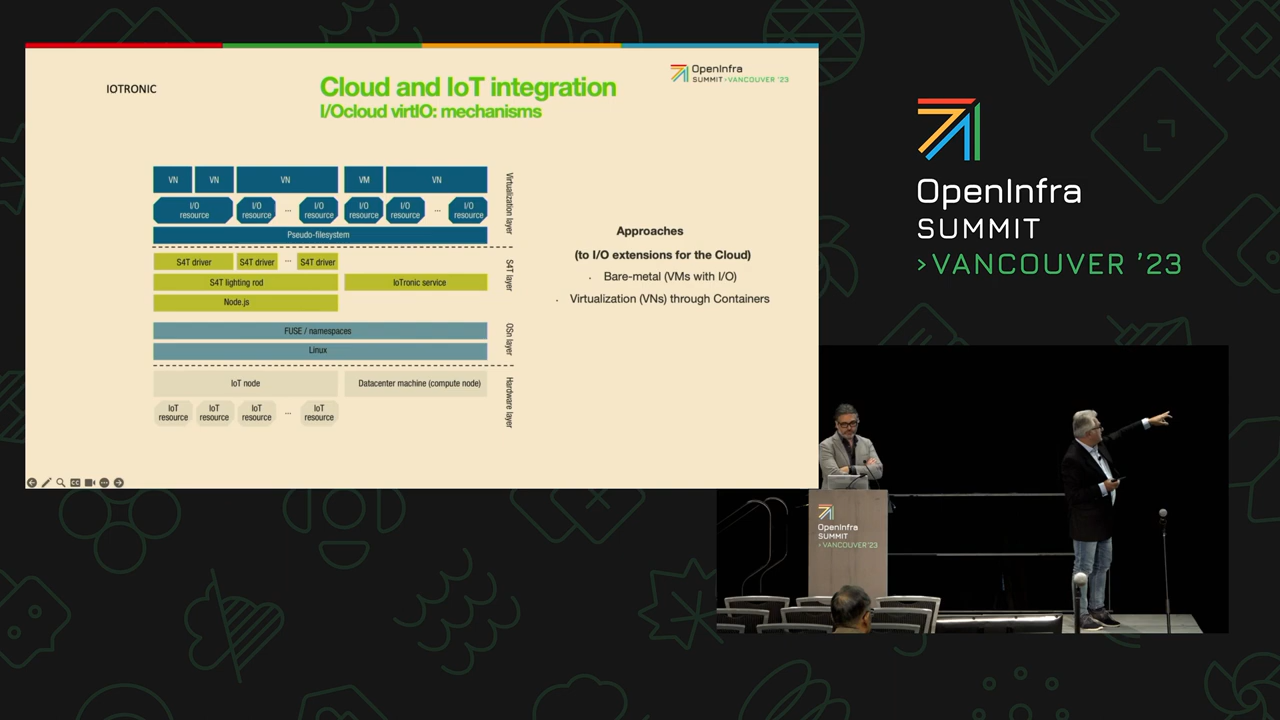 IOTRONIC
Cloud and IoT integration
I/Ocloud virtIO: mechanisms
OpenInfra
SUMMIT >VANCOUVER '23
VN
VN
VN
VM
VN
I/O
resource
I/O
resource
...
I/O
resource
I/O
resource
I/O
resource
...
I/O
resource
Pseudo-filesystem
Virtualization layer
S4T driver
S4T driver
...
S4T driver
S4T lighting rod
IoTronic service
Node.js
S4T layer
FUSE / namespaces
Linux
OSn layer
IoT node
Datacenter machine (compute node)
IoT
resource
IoT
resource
IoT
resource
...
IoT
resource
Hardware layer
Approaches
(to I/O extensions for the Cloud)
· Bare-metal (VMs with I/O)
· Virtualization (VNs) through Containers
CC
OpenInfra
SUMMIT
>VANCOUVER '23
OpenInfra
SUMMIT
>VANCOUVER '23